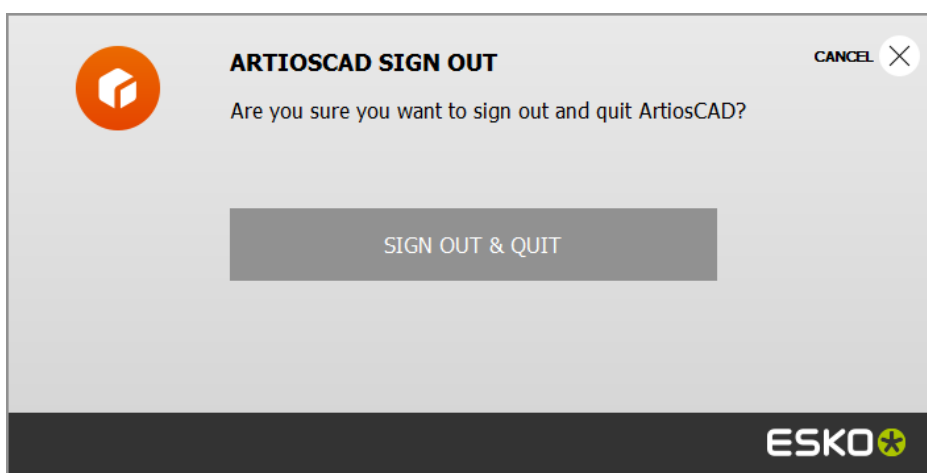 ARTIOSCAD SIGN OUT
CANCEL
Are you sure you want to sign out and quit ArtiosCAD?
SIGN OUT & QUIT
ESKO